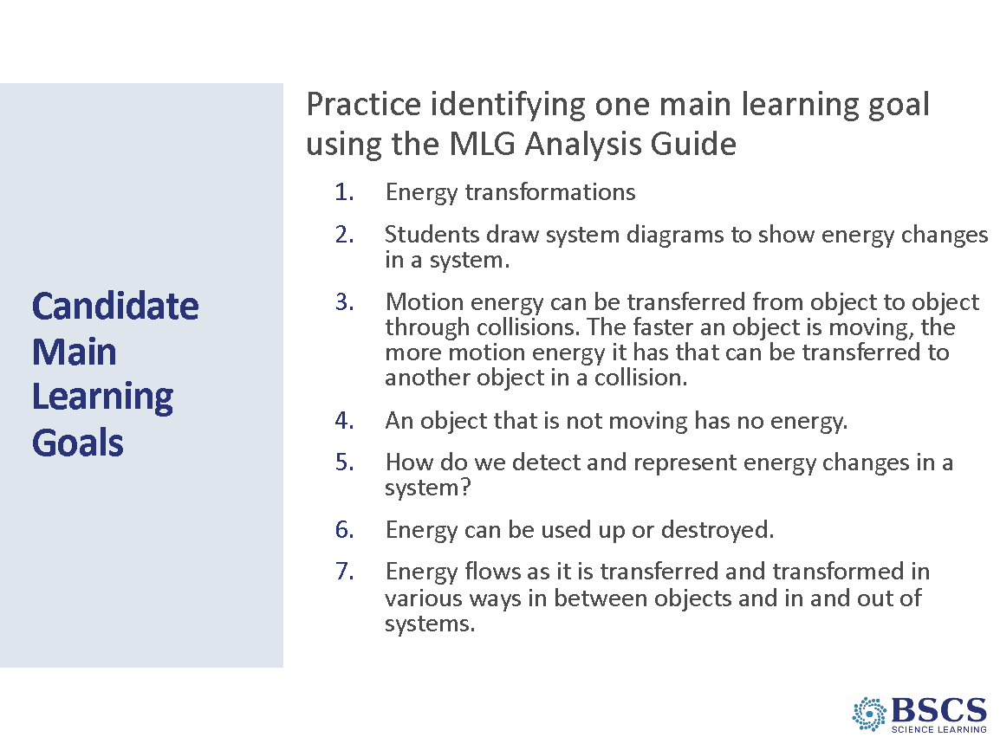 Candidate
Main
Learning
Goals
Practice identifying one main learning goal
using the MLG Analysis Guide
1. Energy transformations
2. Students draw system diagrams to show energy changes
in a system.
3. Motion energy can be transferred from object to object
through collisions. The faster an object is moving, the
more motion energy it has that can be transferred to
another object in a collision.
4. An object that is not moving has no energy.
5. How do we detect and represent energy changes in a
system?
6. Energy can be used up or destroyed.
7. Energy flows as it is transferred and transformed in
various ways in between objects and in and out of
systems.
BSCS
SCIENCE LEARNING